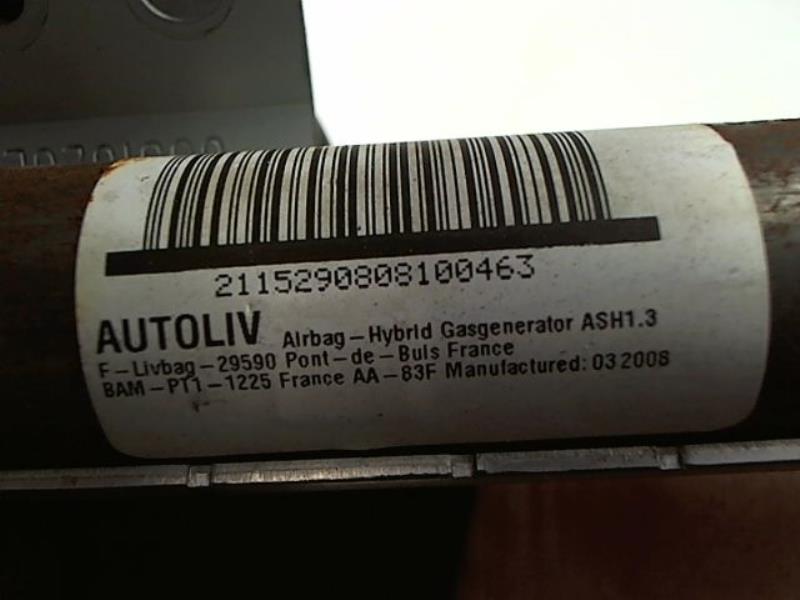 2115290808100463
AUTOLIV Airbag-Hybrid Gasgenerator ASH1.3
F-Livbag-29590 Pont-de-Buis France
BAM-PT1-1225 France AA-83F Manufactured: 03 2008